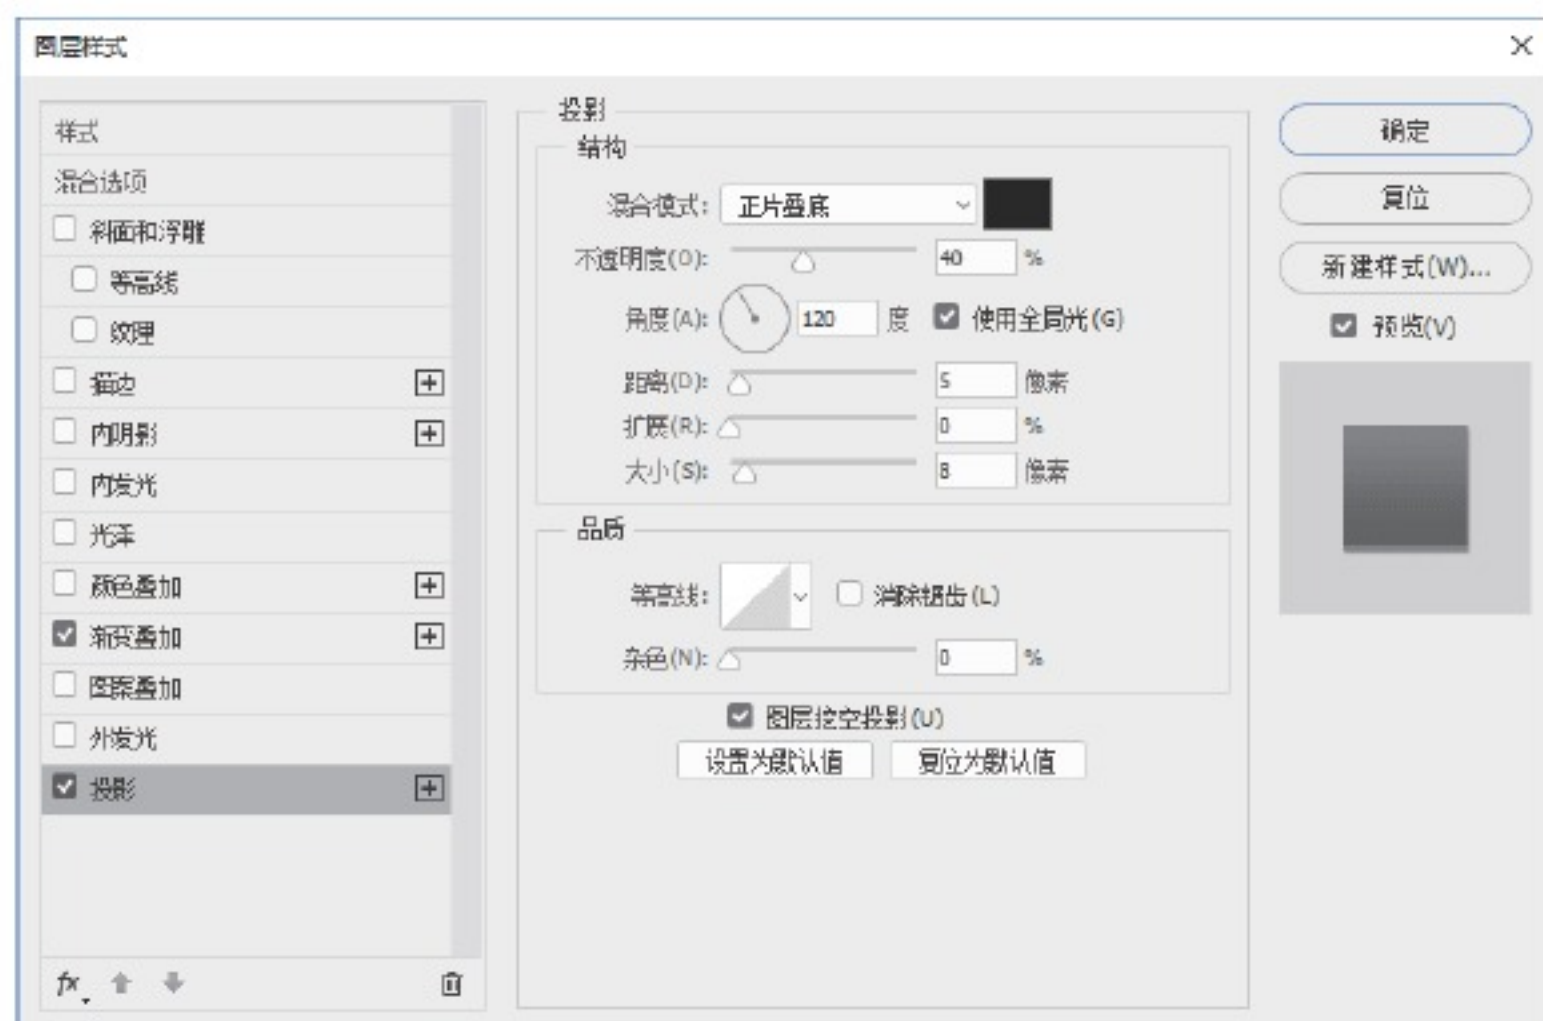 图层样式
样式
混合选项
斜面和浮雕
等高线
纹理
描边
内阴影
内发光
光泽
颜色叠加
渐变叠加
图案叠加
外发光
投影
fx
投影
结构
混合模式: 正片叠底
不透明度(O): 40 %
角度(A): 120 度 使用全局光(G)
距离(D): 5 像素
扩展(R): 0 %
大小(S): 8 像素
品质
等高线: 消除锯齿(L)
杂色(N): 0 %
图层挖空投影(U)
设置为默认值 复位为默认值
确定
复位
新建样式(W)...
预览(V)